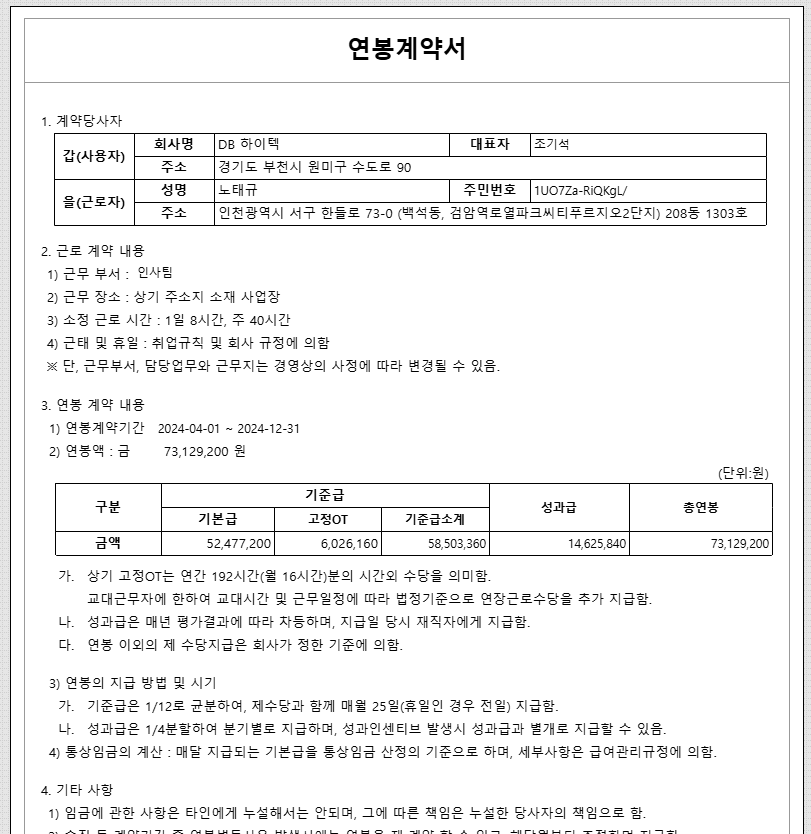 연봉계약서
1. 계약당사자
갑(사용자) 회사명 DB 하이텍 대표자 조기석
주소 경기도 부천시 원미구 수도로 90
을(근로자) 성명 노태규 주민번호 1UO7Za-RiQKgL/
주소 인천광역시 서구 한들로 73-0 (백석동, 검암역로열파크씨티푸르지오2단지) 208동 1303호
2. 근로 계약 내용
1) 근무 부서 : 인사팀
2) 근무 장소 : 상기 주소지 소재 사업장
3) 소정 근로 시간 : 1일 8시간, 주 40시간
4) 근태 및 휴일 : 취업규칙 및 회사 규정에 의함
※ 단, 근무부서, 담당업무와 근무지는 경영상의 사정에 따라 변경될 수 있음.
3. 연봉 계약 내용
1) 연봉계약기간 2024-04-01 ~ 2024-12-31
2) 연봉액 : 금 73,129,200 원
(단위:원)
구분 기준급 성과급 총연봉
기본급 고정OT 기준급소계
금액 52,477,200 6,026,160 58,503,360 14,625,840 73,129,200
가. 상기 고정OT는 연간 192시간(월 16시간)분의 시간외 수당을 의미함.
교대근무자에 한하여 교대시간 및 근무일정에 따라 법정기준으로 연장근로수당을 추가 지급함.
나. 성과급은 매년 평가결과에 따라 차등하며, 지급일 당시 재직자에게 지급함.
다. 연봉 이외의 제 수당지급은 회사가 정한 기준에 의함.
3) 연봉의 지급 방법 및 시기
가. 기준급은 1/12로 균분하여, 제수당과 함께 매월 25일(휴일인 경우 전일) 지급함.
나. 성과급은 1/4분할하여 분기별로 지급하며, 성과인센티브 발생시 성과급과 별개로 지급할 수 있음.
4) 통상임금의 계산 : 매달 지급되는 기본급을 통상임금 산정의 기준으로 하며, 세부사항은 급여관리규정에 의함.
4. 기타 사항
1) 임금에 관한 사항은 타인에게 누설해서는 안되며, 그에 따른 책임은 누설한 당사자의 책임으로 함.